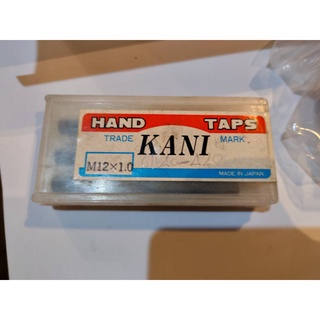 HAND TAPS
TRADE KANI MARK.
M12×1.0
MADE IN JAPAN